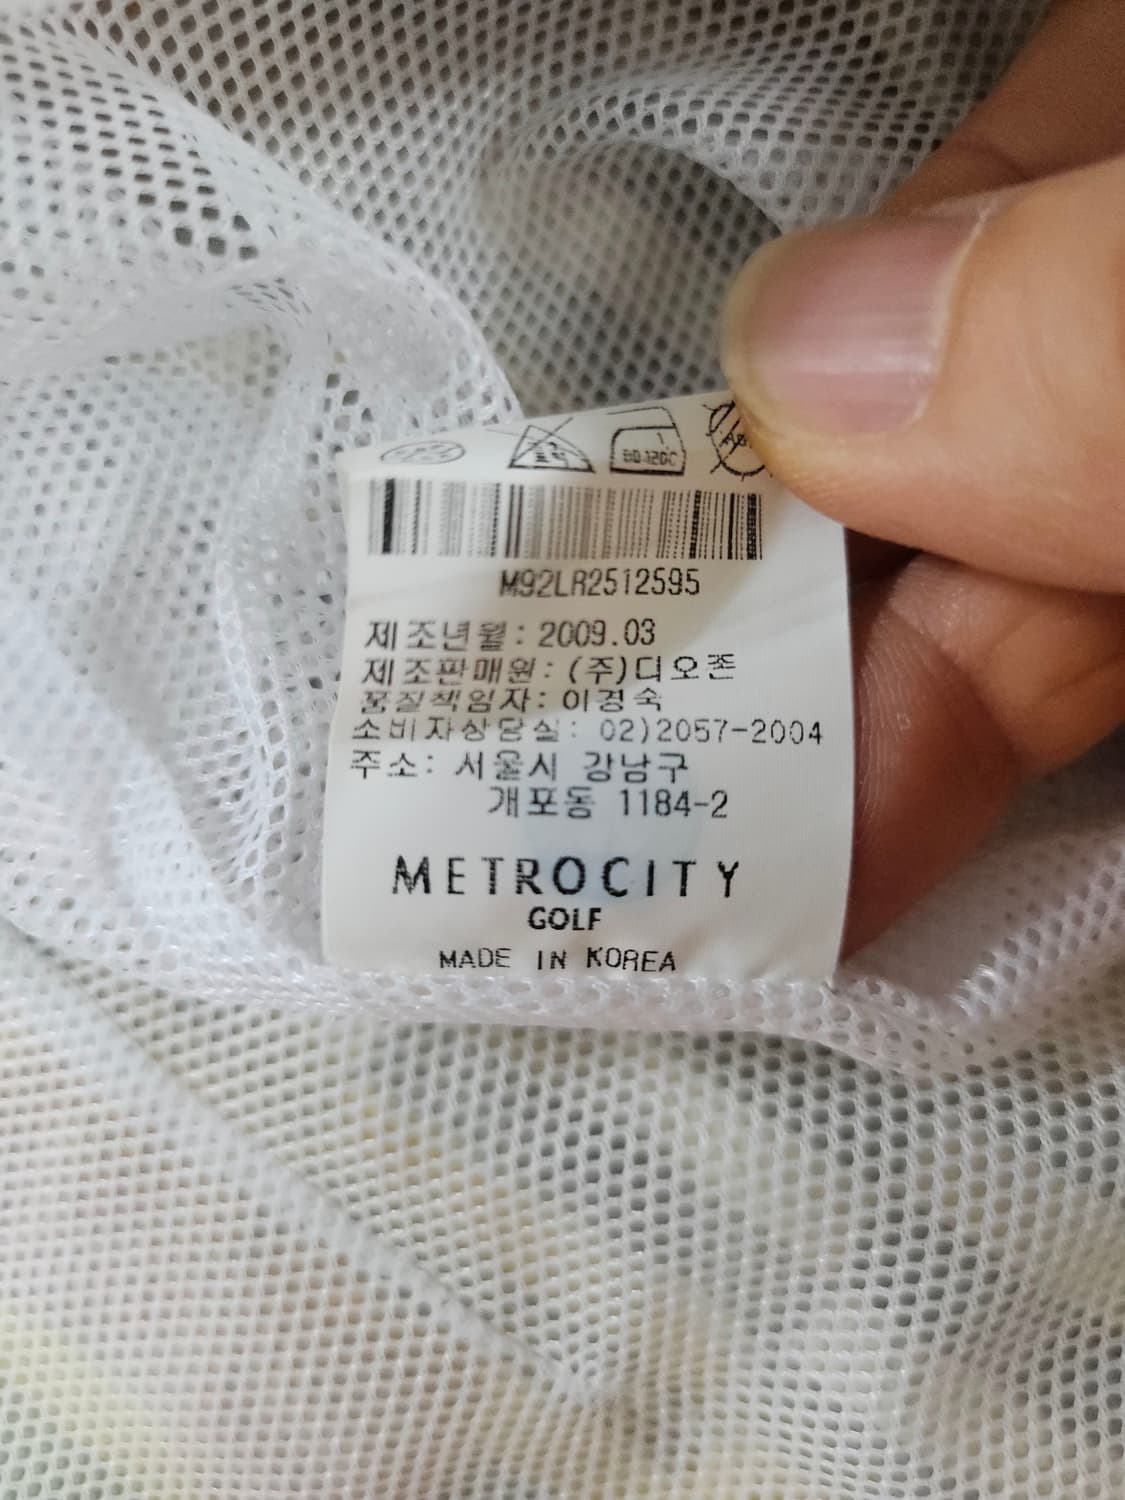 80-120℃
M92LR2512595
제조년월: 2009.03
제조판매원: (주)디오존
품질책임자: 이경숙
소비자상담실: 02)2057-2004
주소: 서울시 강남구
개포동 1184-2
METROCITY
GOLF
MADE IN KOREA